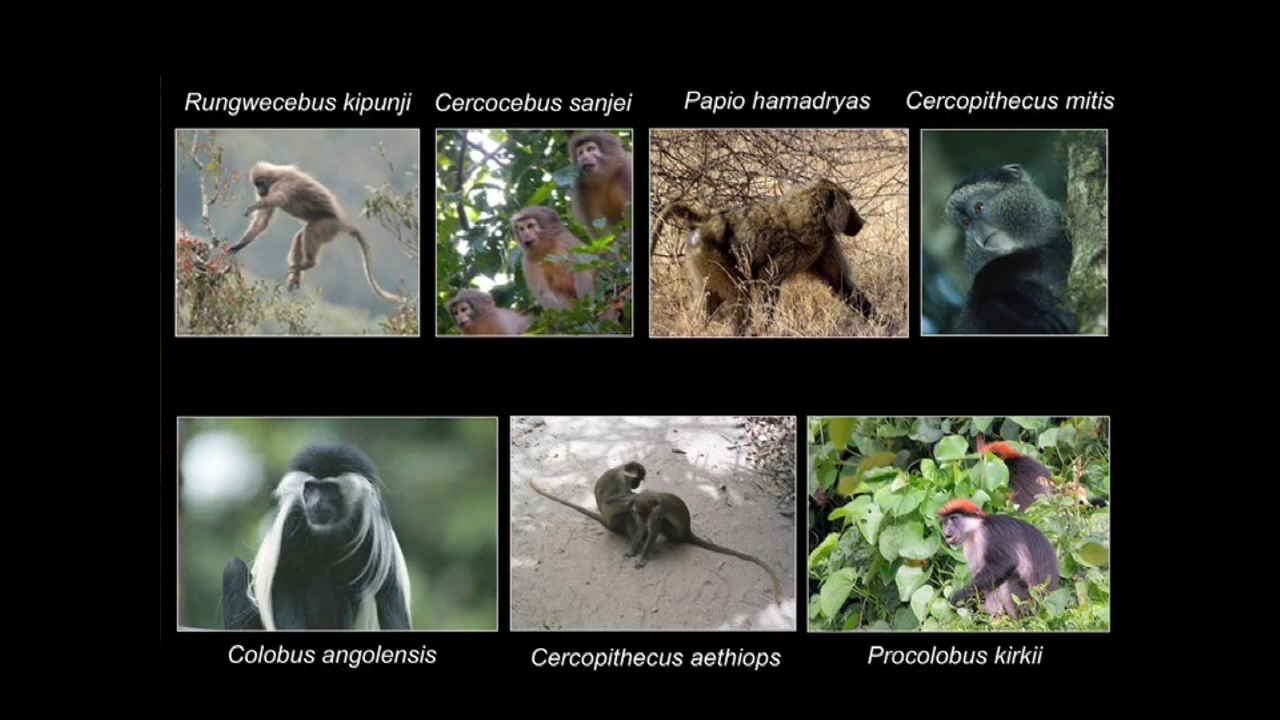 Rungwecebus kipunji
Cercocebus sanjei
Papio hamadryas
Cercopithecus mitis
Colobus angolensis
Cercopithecus aethiops
Procolobus kirkii